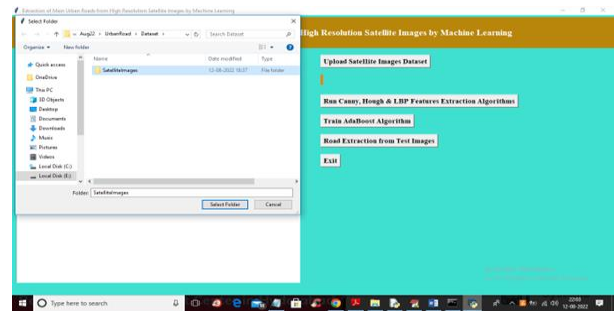 Extraction of Main Urban Roads from High Resolution Satellite Images by Machine Learning
Select Folder
High Resolution Satellite Images by Machine Learning
« Aug22 › UrbanRoad › Dataset ›
Search Dataset
Organize
New folder
Name
Date modified
Type
Quick access
OneDrive
This PC
3D Objects
Desktop
Documents
Downloads
Music
Pictures
Videos
Local Disk (C:)
Local Disk (E:)
SatelliteImages
12-08-2022
File folder
Folder:
SatelliteImages
Select Folder
Cancel
Upload Satellite Images Dataset
Run Canny, Hough & LBP Features Extraction Algorithms
Train AdaBoost Algorithm
Road Extraction from Test Images
Exit
Type here to search
22:03
12-08-2022